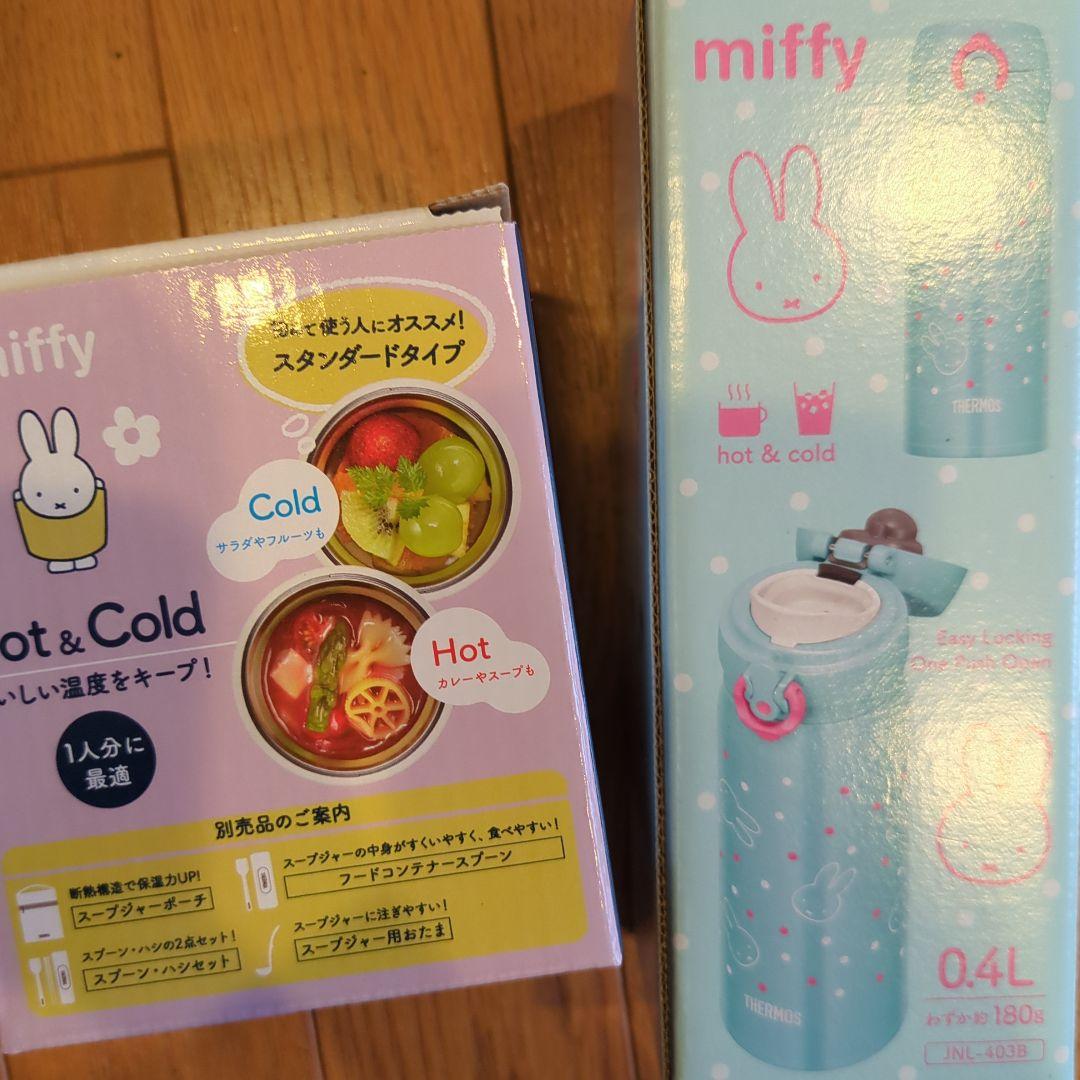 miffy
て使う人にオススメ!
スタンダードタイプ
Cold
サラダやフルーツも
ot & Cold
いしい温度をキープ!
Hot
カレーやスープも
1人分に
最適
別売品のご案内
断熱構造で保温力UP!
スープジャーポーチ
スープジャーの中身がすくいやすく、食べやすい!
フードコンテナースプーン
スプーン・ハシの2点セット!
スプーン・ハシセット
スープジャーに注ぎやすい!
スープジャー用おたま
miffy
THERMOS
hot & cold
Easy Locking
One Push Open
THERMOS
0.4L
わずか約180g
JNL-403B